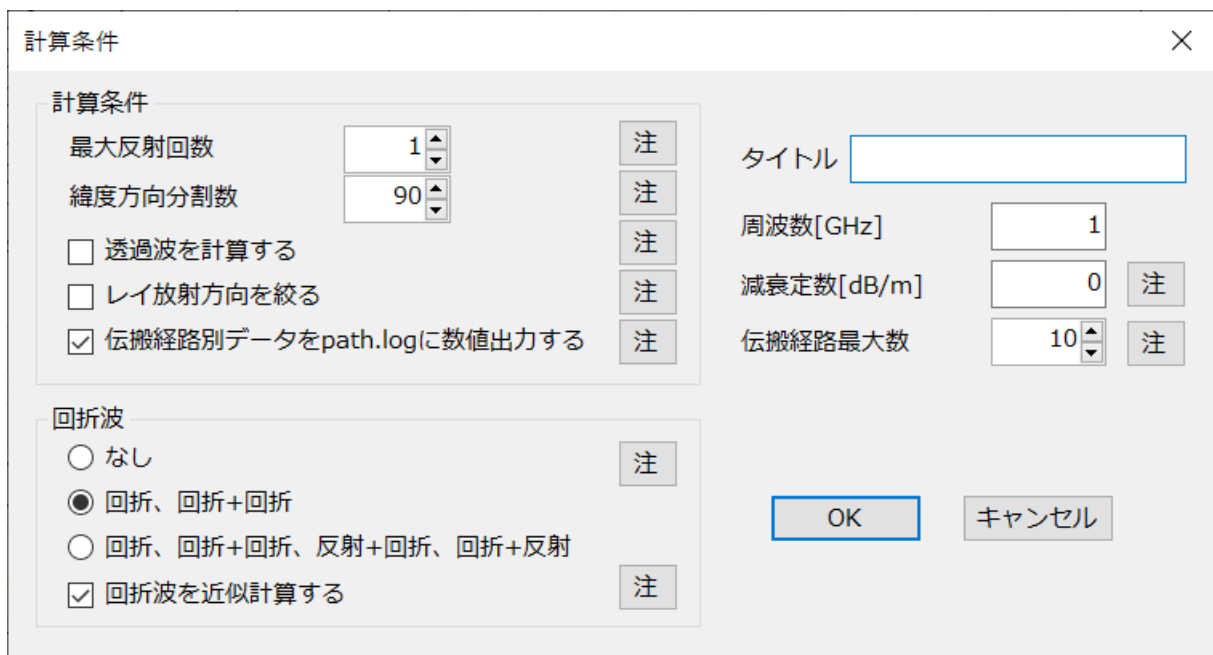 計算条件
計算条件
最大反射回数 1 注
緯度方向分割数 90 注
透過波を計算する 注
レイ放射方向を絞る 注
伝搬経路別データをpath.logに数値出力する 注
タイトル
周波数[GHz] 1
減衰定数[dB/m] 0 注
伝搬経路最大数 10 注
回折波
なし 注
回折、回折+回折
回折、回折+回折、反射+回折、回折+反射
回折波を近似計算する 注
OK キャンセル